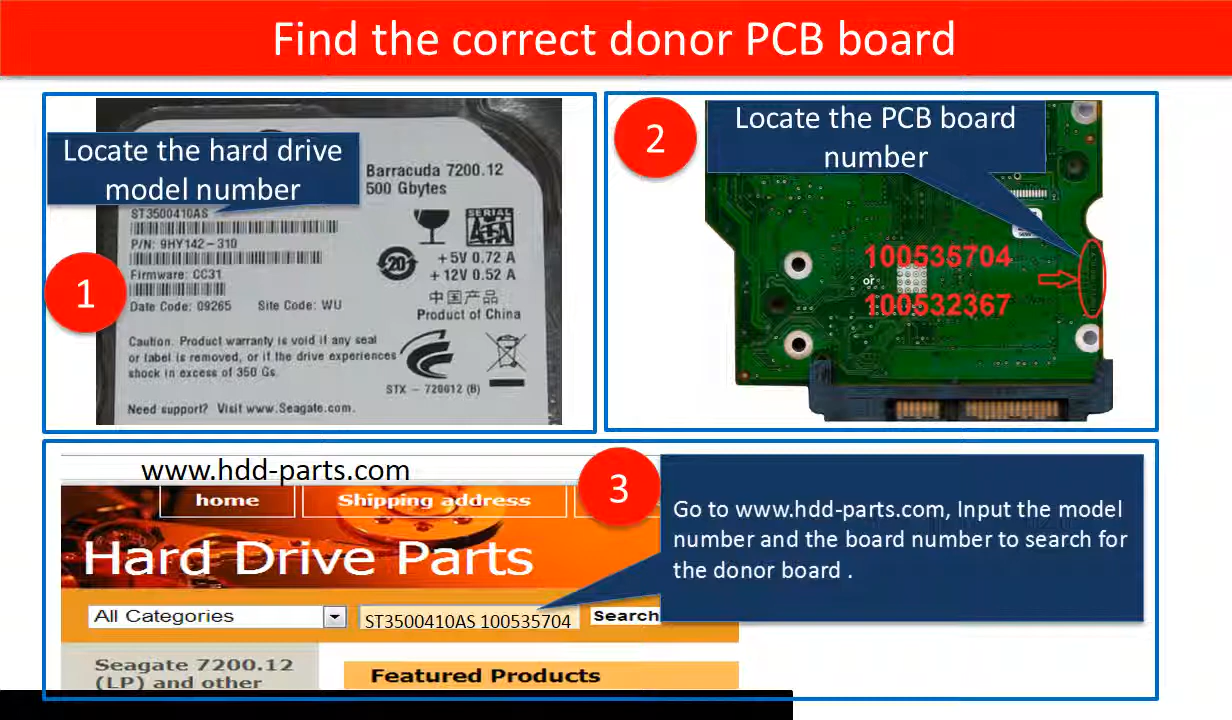 Find the correct donor PCB board
Locate the hard drive
model number
1
Barracuda 7200.12
500 Gbytes
ST3500410AS
P/N: 9HY142-310
Firmware: CC31
Date Code: 09265 Site Code: WU
SERIAL
ATA
20
+5V 0.72 A
+12V 0.52 A
中国产品
Product of China
Caution. Product warranty is void if any seal
or label is removed, or if the drive experiences
shock in excess of 350 Gs.
STX - 720012 (B)
Need support? Visit www.Seagate.com.
2
Locate the PCB board
number
100535704
or
100532367
www.hdd-parts.com
home
Shipping address
Hard Drive Parts
All Categories
ST3500410AS 100535704
Search
Seagate 7200.12
(LP) and other
Featured Products
3
Go to www.hdd-parts.com, Input the model
number and the board number to search for
the donor board .